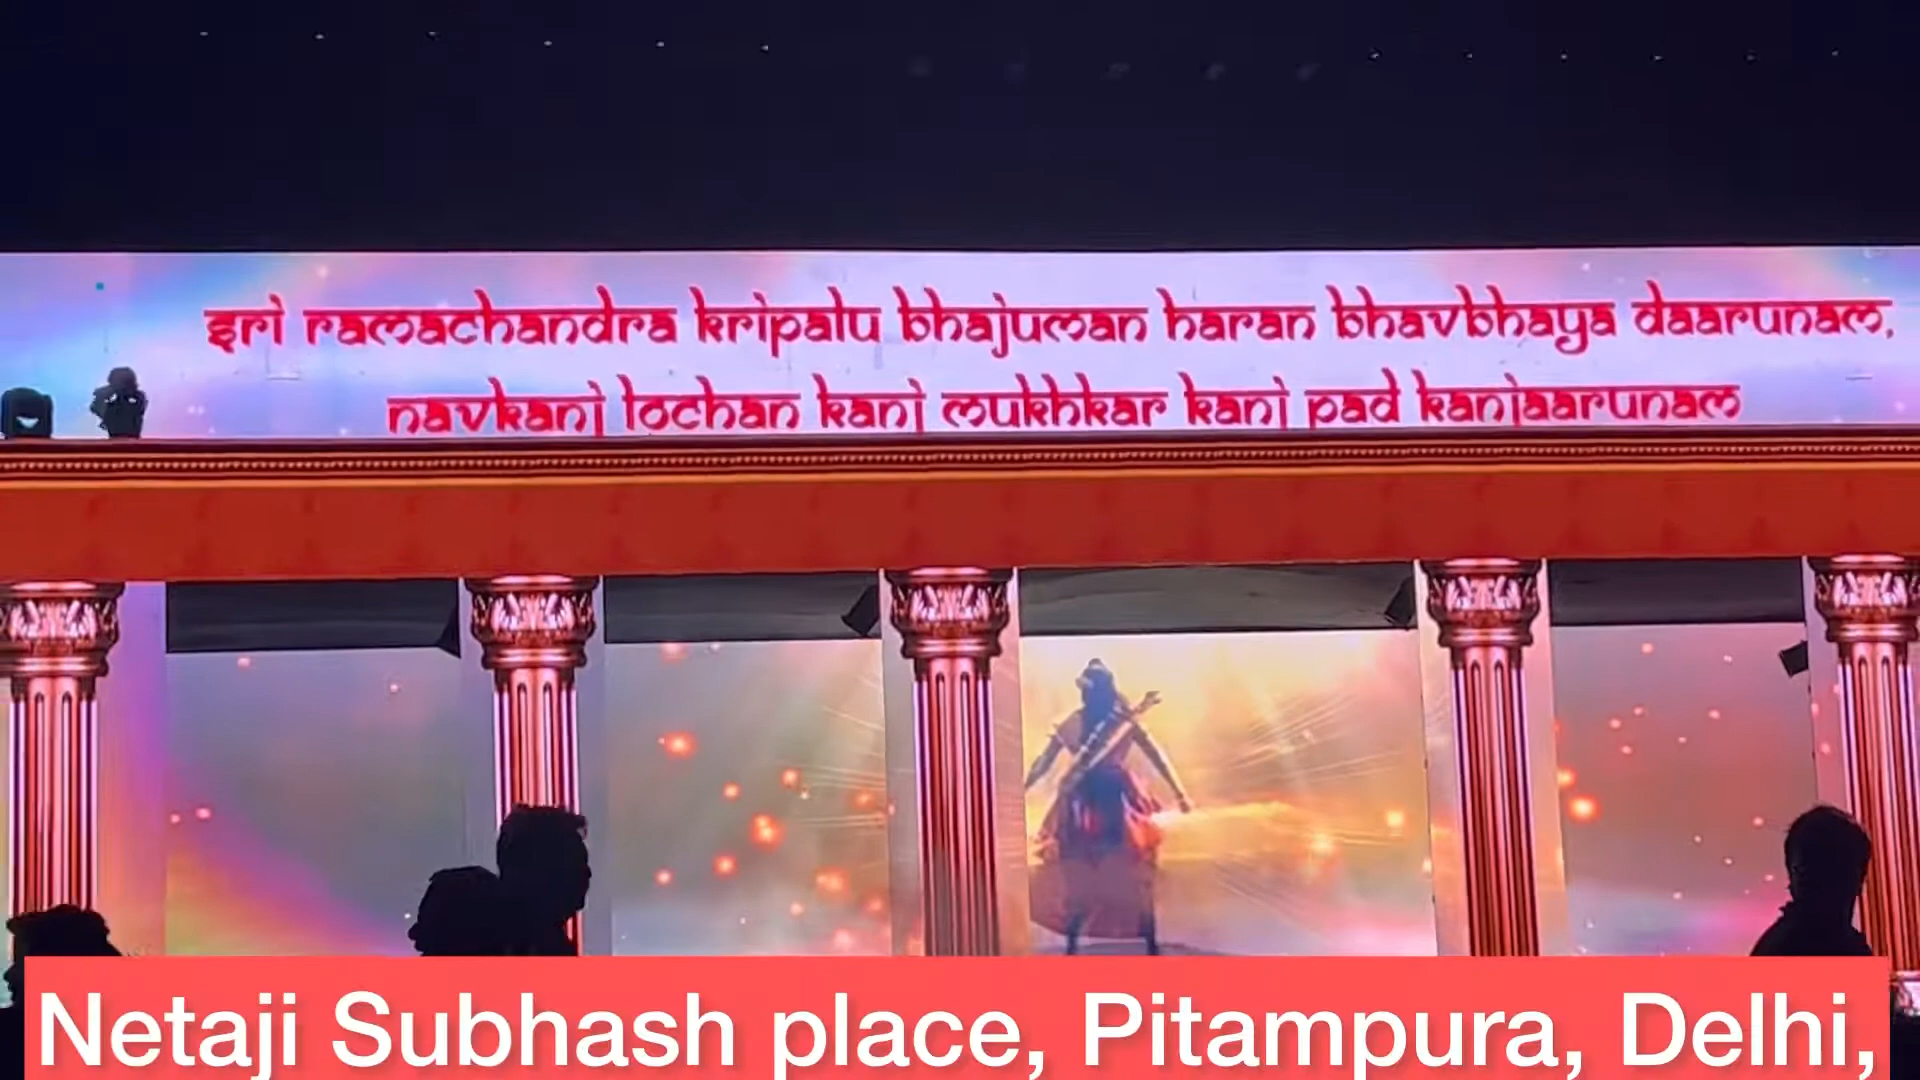 sri ramachandra kripalu bhajuman haran bhavbhaya daarunam,
navkanj lochan kanj mukhkar kanj pad kanjaarunam
Netaji Subhash place, Pitampura, Delhi,